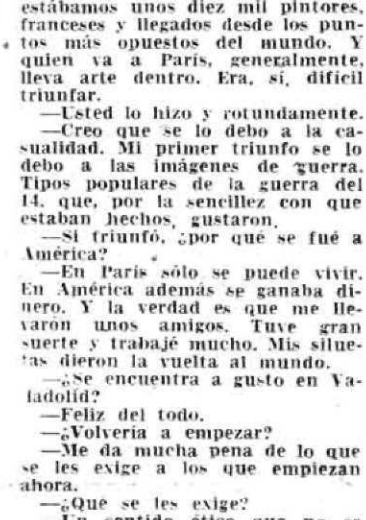 estábamos unos diez mil pintores,
franceses y llegados desde los pun-
tos más opuestos del mundo. Y
quien va a París, generalmente,
lleva arte dentro. Era, sí, difícil
triunfar.
—Usted lo hizo y rotundamente.
—Creo que se lo debo a la ca-
sualidad. Mi primer triunfo se lo
debo a las imágenes de guerra.
Tipos populares de la guerra del
14, que, por la sencillez con que
estaban hechos, gustaron.
—Si triunfó, ¿por qué se fué a
América?
—En París sólo se puede vivir.
En América además se ganaba di-
nero. Y la verdad es que me lle-
varón unos amigos. Tuve gran
suerte y trabajé mucho. Mis silue-
tas dieron la vuelta al mundo.
—¿Se encuentra a gusto en Va-
ladolid?
—Feliz del todo.
—¿Volvería a empezar?
—Me da mucha pena de lo que
se les exige a los que empiezan
ahora.
—¿Qué se les exige?
—Un sentido ético que no